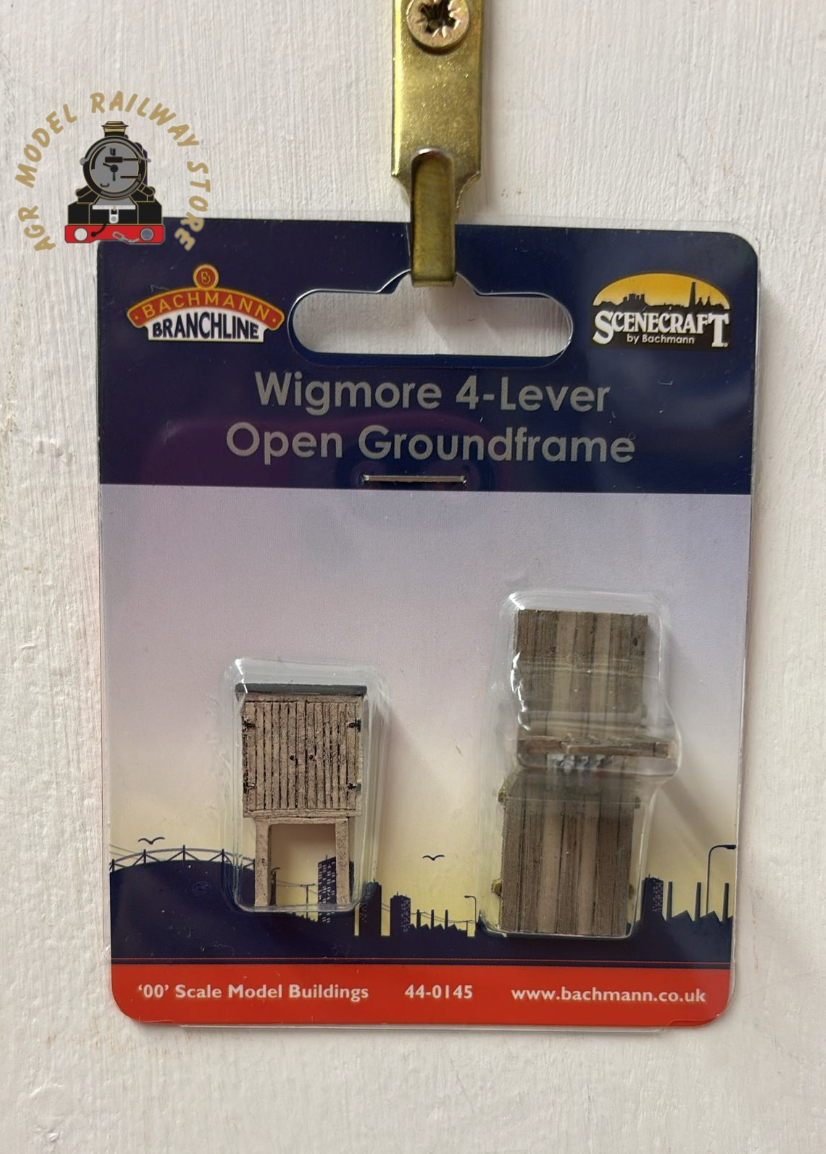 AGR MODEL RAILWAY STORE
B
BACHMANN
BRANCHLINE
SCENECRAFT
by Bachmann
Wigmore 4-Lever
Open Groundframe
‘00’ Scale Model Buildings 44-0145 www.bachmann.co.uk